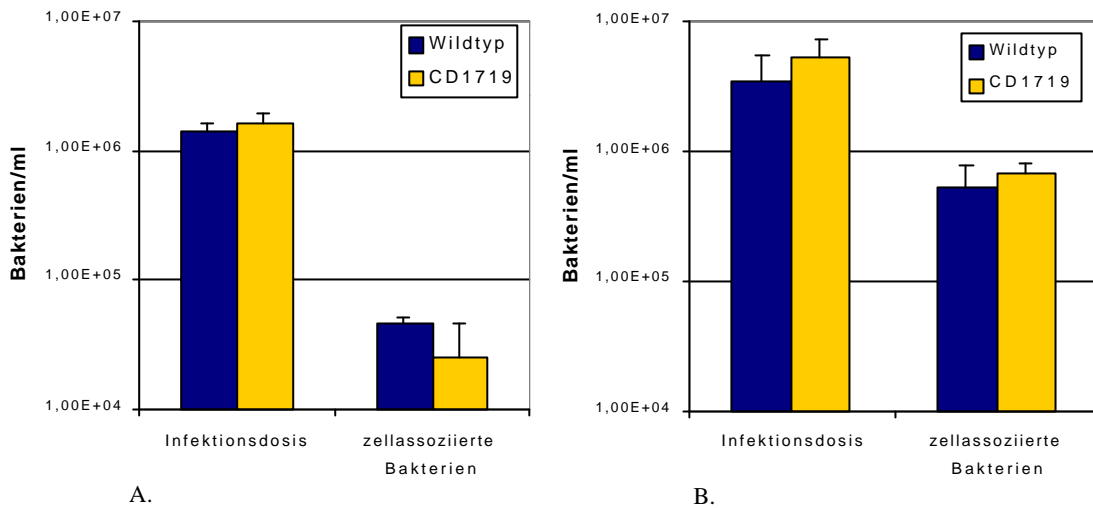 1,00E+07
1,00E+06
1,00E+05
1,00E+04
Bakterien/ml
Wildtyp
CD1719
Infektionsdosis
zellassoziierte
Bakterien
A.
1,00E+07
1,00E+06
1,00E+05
1,00E+04
Bakterien/ml
Wildtyp
CD1719
Infektionsdosis
zellassoziierte
Bakterien
B.